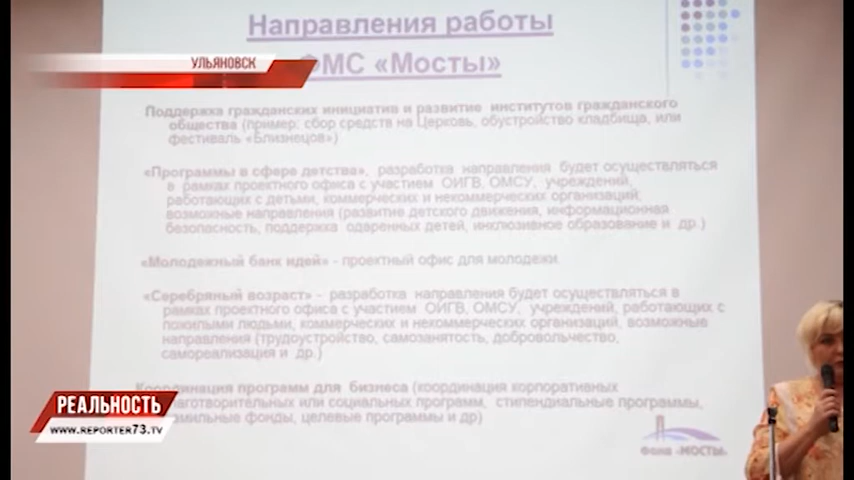 Направления работы
УЛЬЯНОВСК
ФМС «Мосты»
Поддержка гражданских инициатив и развитие институтов гражданского
общества (пример: сбор средств на Церковь, обустройство кладбища, или
фестиваль «Близнецов»)
«Программы в сфере детства», разработка направления будет осуществляться
в рамках проектного офиса с участием ОИГВ, ОМСУ, учреждений,
работающих с детьми, коммерческих и некоммерческих организаций;
возможные направления (развитие детского движения, информационная
безопасность, поддержка одаренных детей, инклюзивное образование и др.)
«Молодежный банк идей» - проектный офис для молодежи
«Серебряный возраст» - разработка направления будет осуществляться в
рамках проектного офиса с участием ОИГВ, ОМСУ, учреждений, работающих с
пожилыми людьми, коммерческих и некоммерческих организаций, возможные
направления (трудоустройство, самозанятость, добровольчество,
самореализация и др.)
Координация программ для бизнеса (координация корпоративных
благотворительных или социальных программ, стипендиальные программы,
фамильные фонды, целевые программы и др)
РЕАЛЬНОСТЬ
WWW.REPORTER73.TV
Фонд «МОСТЫ»